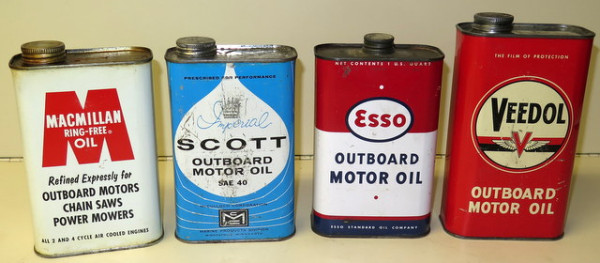 MACMILLAN
RING-FREE®
OIL
Refined Expressly for
OUTBOARD MOTORS
CHAIN SAWS
POWER MOWERS
ALL 2 AND 4 CYCLE AIR COOLED ENGINES
PRESCRIBED FOR PERFORMANCE
Imperial
SCOTT
OUTBOARD
MOTOR OIL
SAE 40
NET CONTENTS 1 U.S. QUART
Esso
OUTBOARD
MOTOR OIL
ESSO STANDARD OIL COMPANY
THE FILM OF PROTECTION
VEEDOL
V
OUTBOARD
MOTOR OIL